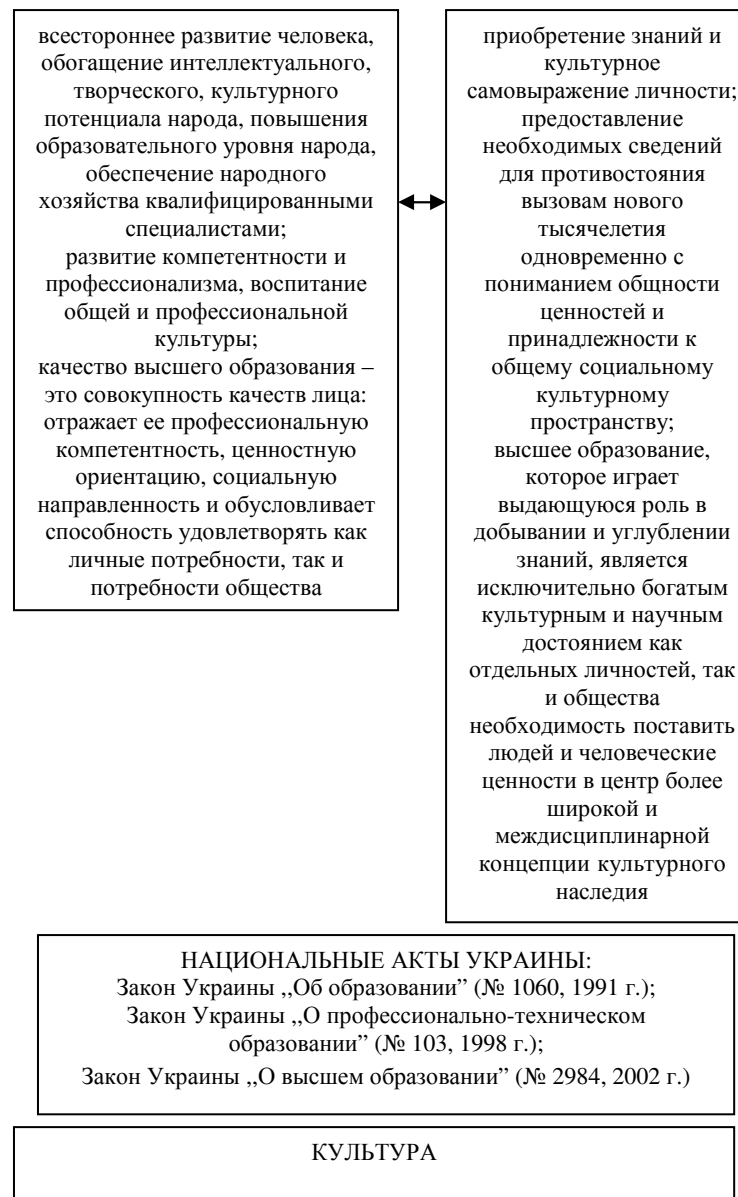 всестороннее развитие человека,
обогащение интеллектуального,
творческого, культурного
потенциала народа, повышения
образовательного уровня народа,
обеспечение народного
хозяйства квалифицированными
специалистами;
развитие компетентности и
профессионализма, воспитание
общей и профессиональной
культуры;
качество высшего образования –
это совокупность качеств лица:
отражает ее профессиональную
компетентность, ценностную
ориентацию, социальную
направленность и обусловливает
способность удовлетворять как
личные потребности, так и
потребности общества
приобретение знаний и
культурное
самовыражение личности;
предоставление
необходимых сведений
для противостояния
вызовам нового
тысячелетия
одновременно с
пониманием общности
ценностей и
принадлежности к
общему социальному
культурному
пространству;
высшее образование,
которое играет
выдающуюся роль в
добывании и углублении
знаний, является
исключительно богатым
культурным и научным
достоянием как
отдельных личностей, так
и общества
необходимость поставить
людей и человеческие
ценности в центр более
широкой и
междисциплинарной
концепции культурного
наследия
НАЦИОНАЛЬНЫЕ АКТЫ УКРАИНЫ:
Закон Украины ,,Об образовании” (№ 1060, 1991 г.);
Закон Украины ,,О профессионально-техническом
образовании” (№ 103, 1998 г.);
Закон Украины ,,О высшем образовании” (№ 2984, 2002 г.)
КУЛЬТУРА